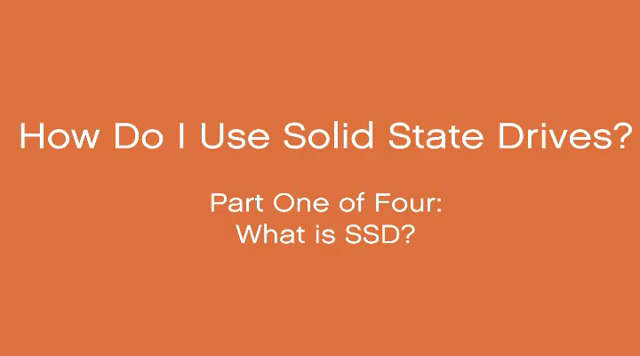 How Do I Use Solid State Drives?
Part One of Four:
What is SSD?